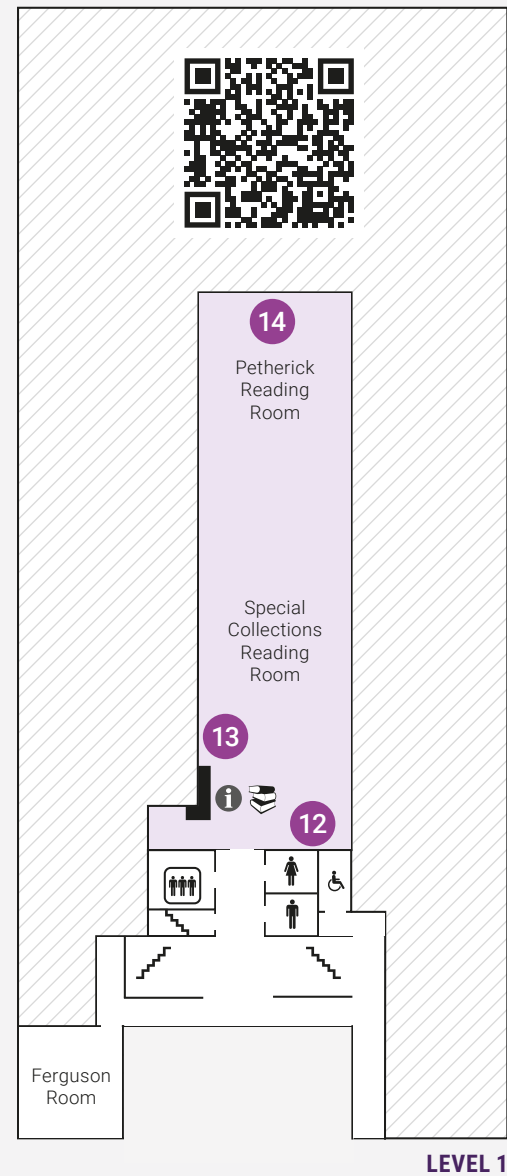 14
Petherick
Reading
Room
Special
Collections
Reading
Room
13
i
12
Ferguson
Room
LEVEL 1